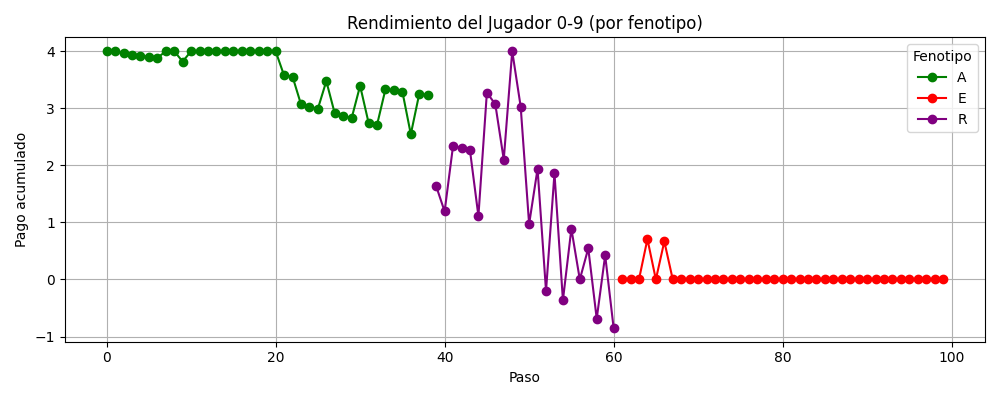 Rendimiento del Jugador 0-9 (por fenotipo)
Pago acumulado
4
3
2
1
0
−1
Fenotipo
A
E
R
0
20
40
60
80
100
Paso